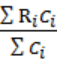 ∑ Rᵢcᵢ
∑ cᵢ